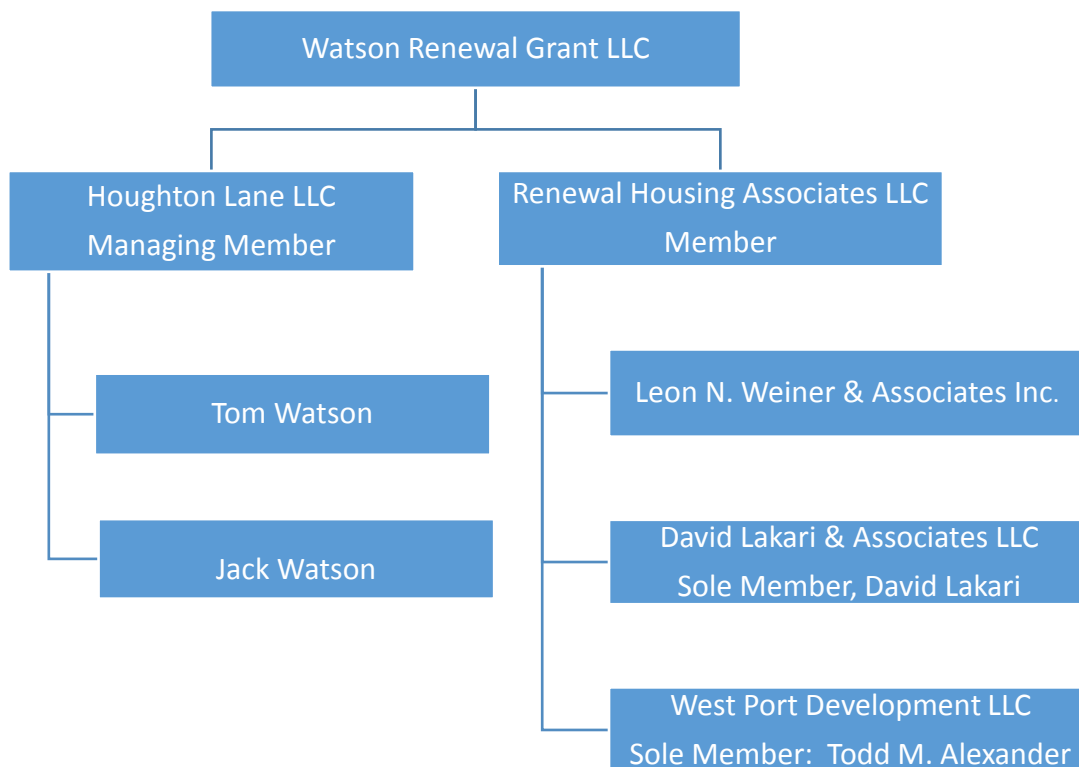 Watson Renewal Grant LLC
Houghton Lane LLC
Managing Member
Renewal Housing Associates LLC
Member
Tom Watson
Jack Watson
Leon N. Weiner & Associates Inc.
David Lakari & Associates LLC
Sole Member, David Lakari
West Port Development LLC
Sole Member: Todd M. Alexander